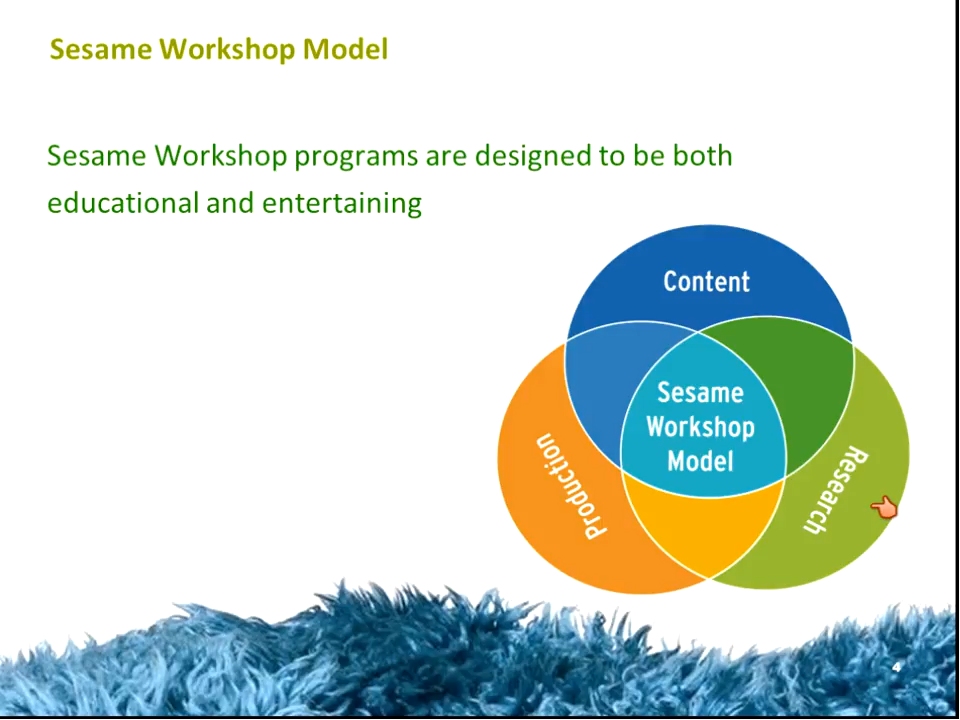 Sesame Workshop Model
Sesame Workshop programs are designed to be both
educational and entertaining
Content
Sesame
Workshop
Model
Production
Research
4